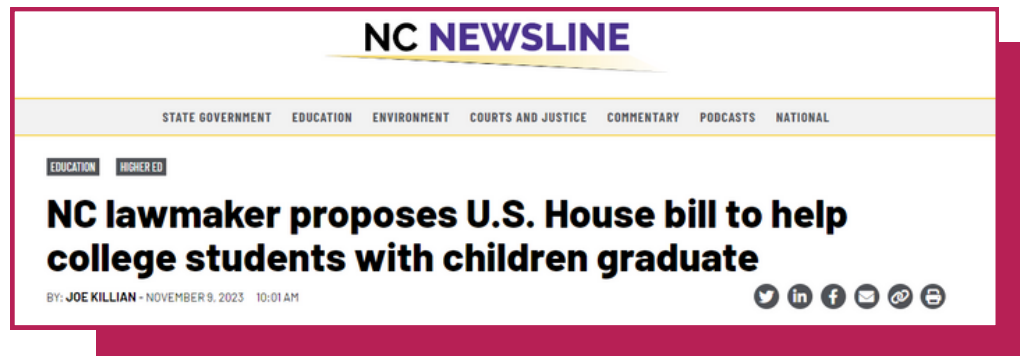 NC NEWSLINE
STATE GOVERNMENT EDUCATION ENVIRONMENT COURTS AND JUSTICE COMMENTARY PODCASTS NATIONAL
EDUCATION HIGHER ED
NC lawmaker proposes U.S. House bill to help
college students with children graduate
BY: JOE KILLIAN - NOVEMBER 9, 2023 10:01 AM